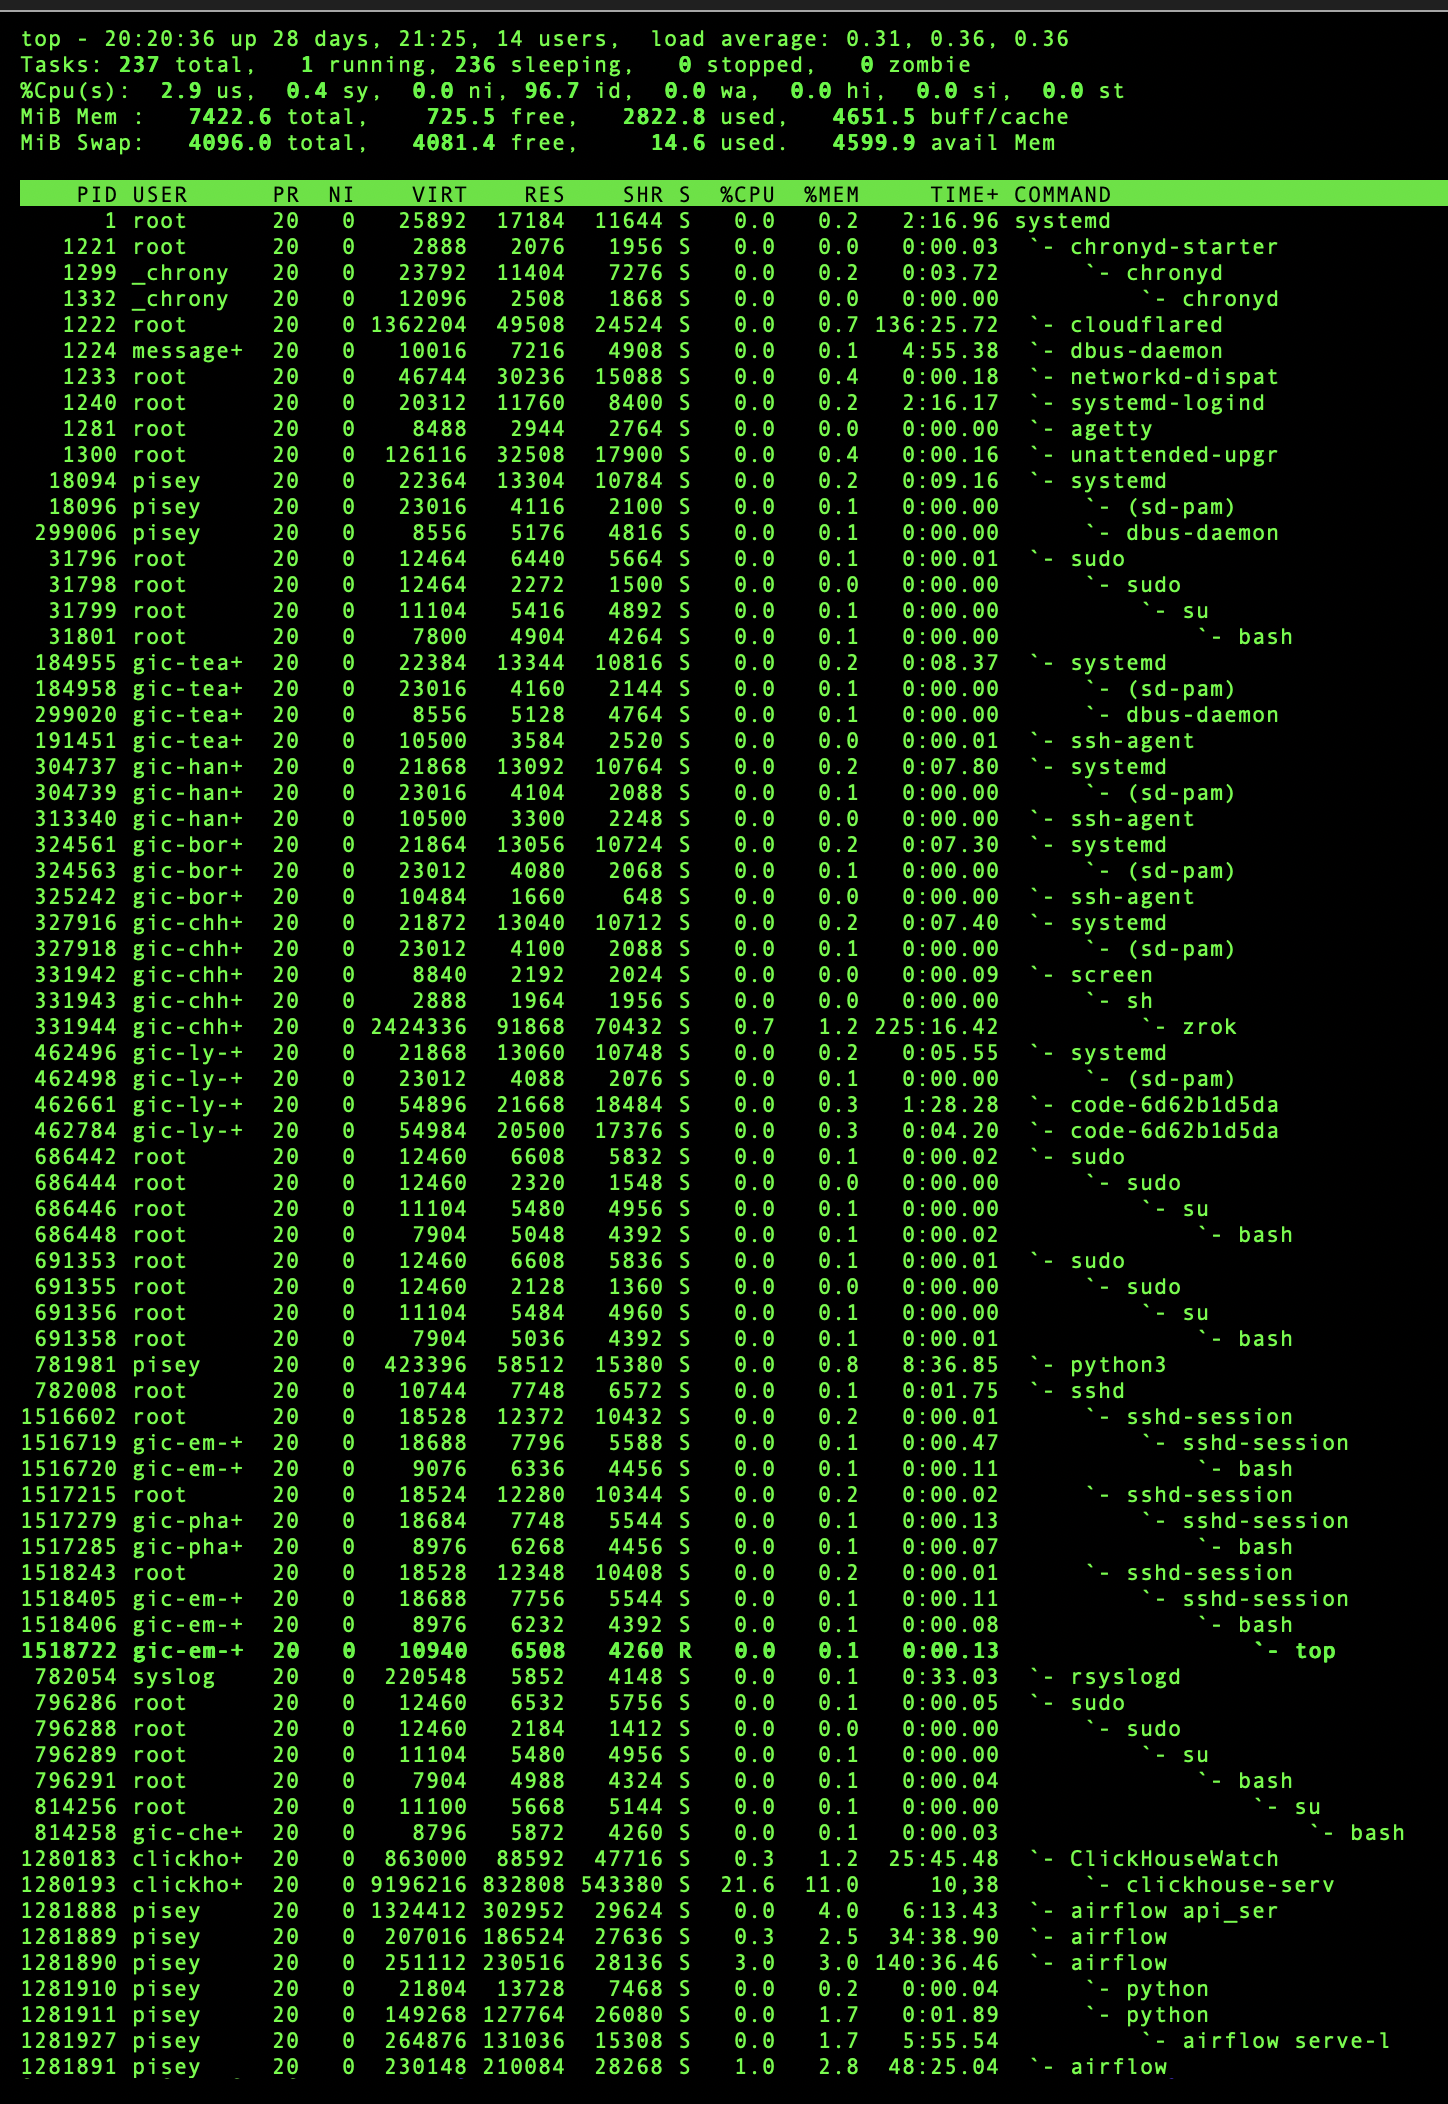 top - 20:20:36 up 28 days, 21:25, 14 users,  load average: 0.31, 0.36, 0.36
Tasks: 237 total,   1 running, 236 sleeping,   0 stopped,   0 zombie
%Cpu(s):  2.9 us,  0.4 sy,  0.0 ni, 96.7 id,  0.0 wa,  0.0 hi,  0.0 si,  0.0 st
MiB Mem :   7422.6 total,    725.5 free,   2822.8 used,   4651.5 buff/cache
MiB Swap:   4096.0 total,   4081.4 free,     14.6 used.   4599.9 avail Mem
PID USER      PR  NI    VIRT    RES    SHR S  %CPU  %MEM     TIME+ COMMAND
1 root      20   0   25892  17184  11644 S   0.0   0.2   2:16.96 systemd
1221 root      20   0    2888   2076   1956 S   0.0   0.0   0:00.03  `- chronyd-starter
1299 _chrony   20   0   23792  11404   7276 S   0.0   0.2   0:03.72      `- chronyd
1332 _chrony   20   0   12096   2508   1868 S   0.0   0.0   0:00.00          `- chronyd
1222 root      20   0 1362204  49508  24524 S   0.0   0.7 136:25.72  `- cloudflared
1224 message+  20   0   10016   7216   4908 S   0.0   0.1   4:55.38  `- dbus-daemon
1233 root      20   0   46744  30236  15088 S   0.0   0.4   0:00.18  `- networkd-dispat
1240 root      20   0   20312  11760   8400 S   0.0   0.2   2:16.17  `- systemd-logind
1281 root      20   0    8488   2944   2764 S   0.0   0.0   0:00.00  `- agetty
1300 root      20   0  126116  32508  17900 S   0.0   0.4   0:00.16  `- unattended-upgr
18094 pisey     20   0   22364  13304  10784 S   0.0   0.2   0:09.16  `- systemd
18096 pisey     20   0   23016   4116   2100 S   0.0   0.1   0:00.00      `- (sd-pam)
299006 pisey     20   0    8556   5176   4816 S   0.0   0.1   0:00.00      `- dbus-daemon
31796 root      20   0   12464   6440   5664 S   0.0   0.1   0:00.01  `- sudo
31798 root      20   0   12464   2272   1500 S   0.0   0.0   0:00.00      `- sudo
31799 root      20   0   11104   5416   4892 S   0.0   0.1   0:00.00          `- su
31801 root      20   0    7800   4904   4264 S   0.0   0.1   0:00.00              `- bash
184955 gic-tea+  20   0   22384  13344  10816 S   0.0   0.2   0:08.37  `- systemd
184958 gic-tea+  20   0   23016   4160   2144 S   0.0   0.1   0:00.00      `- (sd-pam)
299020 gic-tea+  20   0    8556   5128   4764 S   0.0   0.1   0:00.00      `- dbus-daemon
191451 gic-tea+  20   0   10500   3584   2520 S   0.0   0.0   0:00.01  `- ssh-agent
304737 gic-han+  20   0   21868  13092  10764 S   0.0   0.2   0:07.80  `- systemd
304739 gic-han+  20   0   23016   4104   2088 S   0.0   0.1   0:00.00      `- (sd-pam)
313340 gic-han+  20   0   10500   3300   2248 S   0.0   0.0   0:00.00  `- ssh-agent
324561 gic-bor+  20   0   21864  13056  10724 S   0.0   0.2   0:07.30  `- systemd
324563 gic-bor+  20   0   23012   4080   2068 S   0.0   0.1   0:00.00      `- (sd-pam)
325242 gic-bor+  20   0   10484   1660    648 S   0.0   0.0   0:00.00  `- ssh-agent
327916 gic-chh+  20   0   21872  13040  10712 S   0.0   0.2   0:07.40  `- systemd
327918 gic-chh+  20   0   23012   4100   2088 S   0.0   0.1   0:00.00      `- (sd-pam)
331942 gic-chh+  20   0    8840   2192   2024 S   0.0   0.0   0:00.09  `- screen
331943 gic-chh+  20   0    2888   1964   1956 S   0.0   0.0   0:00.00      `- sh
331944 gic-chh+  20   0 2424336  91868  70432 S   0.7   1.2 225:16.42          `- zrok
462496 gic-ly-+  20   0   21868  13060  10748 S   0.0   0.2   0:05.55  `- systemd
462498 gic-ly-+  20   0   23012   4088   2076 S   0.0   0.1   0:00.00      `- (sd-pam)
462661 gic-ly-+  20   0   54896  21668  18484 S   0.0   0.3   1:28.28  `- code-6d62b1d5da
462784 gic-ly-+  20   0   54984  20500  17376 S   0.0   0.3   0:04.20  `- code-6d62b1d5da
686442 root      20   0   12460   6608   5832 S   0.0   0.1   0:00.02  `- sudo
686444 root      20   0   12460   2320   1548 S   0.0   0.0   0:00.00      `- sudo
686446 root      20   0   11104   5480   4956 S   0.0   0.1   0:00.00          `- su
686448 root      20   0    7904   5048   4392 S   0.0   0.1   0:00.02              `- bash
691353 root      20   0   12460   6608   5836 S   0.0   0.1   0:00.01  `- sudo
691355 root      20   0   12460   2128   1360 S   0.0   0.0   0:00.00      `- sudo
691356 root      20   0   11104   5484   4960 S   0.0   0.1   0:00.00          `- su
691358 root      20   0    7904   5036   4392 S   0.0   0.1   0:00.01              `- bash
781981 pisey     20   0  423396  58512  15380 S   0.0   0.8   8:36.85  `- python3
782008 root      20   0   10744   7748   6572 S   0.0   0.1   0:01.75  `- sshd
1516602 root      20   0   18528  12372  10432 S   0.0   0.2   0:00.01      `- sshd-session
1516719 gic-em-+  20   0   18688   7796   5588 S   0.0   0.1   0:00.47          `- sshd-session
1516720 gic-em-+  20   0    9076   6336   4456 S   0.0   0.1   0:00.11              `- bash
1517215 root      20   0   18524  12280  10344 S   0.0   0.2   0:00.02      `- sshd-session
1517279 gic-pha+  20   0   18684   7748   5544 S   0.0   0.1   0:00.13          `- sshd-session
1517285 gic-pha+  20   0    8976   6268   4456 S   0.0   0.1   0:00.07              `- bash
1518243 root      20   0   18528  12348  10408 S   0.0   0.2   0:00.01      `- sshd-session
1518405 gic-em-+  20   0   18688   7756   5544 S   0.0   0.1   0:00.11          `- sshd-session
1518406 gic-em-+  20   0    8976   6232   4392 S   0.0   0.1   0:00.08              `- bash
1518722 gic-em-+  20   0   10940   6508   4260 R   0.0   0.1   0:00.13                  `- top
782054 syslog    20   0  220548   5852   4148 S   0.0   0.1   0:33.03  `- rsyslogd
796286 root      20   0   12460   6532   5756 S   0.0   0.1   0:00.05  `- sudo
796288 root      20   0   12460   2184   1412 S   0.0   0.0   0:00.00      `- sudo
796289 root      20   0   11104   5480   4956 S   0.0   0.1   0:00.00          `- su
796291 root      20   0    7904   4988   4324 S   0.0   0.1   0:00.04              `- bash
814256 root      20   0   11100   5668   5144 S   0.0   0.1   0:00.00                  `- su
814258 gic-che+  20   0    8796   5872   4260 S   0.0   0.1   0:00.03                      `- bash
1280183 clickho+  20   0  863000  88592  47716 S   0.3   1.2  25:45.48  `- ClickHouseWatch
1280193 clickho+  20   0 9196216 832808 543380 S  21.6  11.0     10,38      `- clickhouse-serv
1281888 pisey     20   0 1324412 302952  29624 S   0.0   4.0   6:13.43  `- airflow api_ser
1281889 pisey     20   0  207016 186524  27636 S   0.3   2.5  34:38.90  `- airflow
1281890 pisey     20   0  251112 230516  28136 S   3.0   3.0 140:36.46  `- airflow
1281910 pisey     20   0   21804  13728   7468 S   0.0   0.2   0:00.04      `- python
1281911 pisey     20   0  149268 127764  26080 S   0.0   1.7   0:01.89      `- python
1281927 pisey     20   0  264876 131036  15308 S   0.0   1.7   5:55.54          `- airflow serve-l
1281891 pisey     20   0  230148 210084  28268 S   1.0   2.8  48:25.04  `- airflow